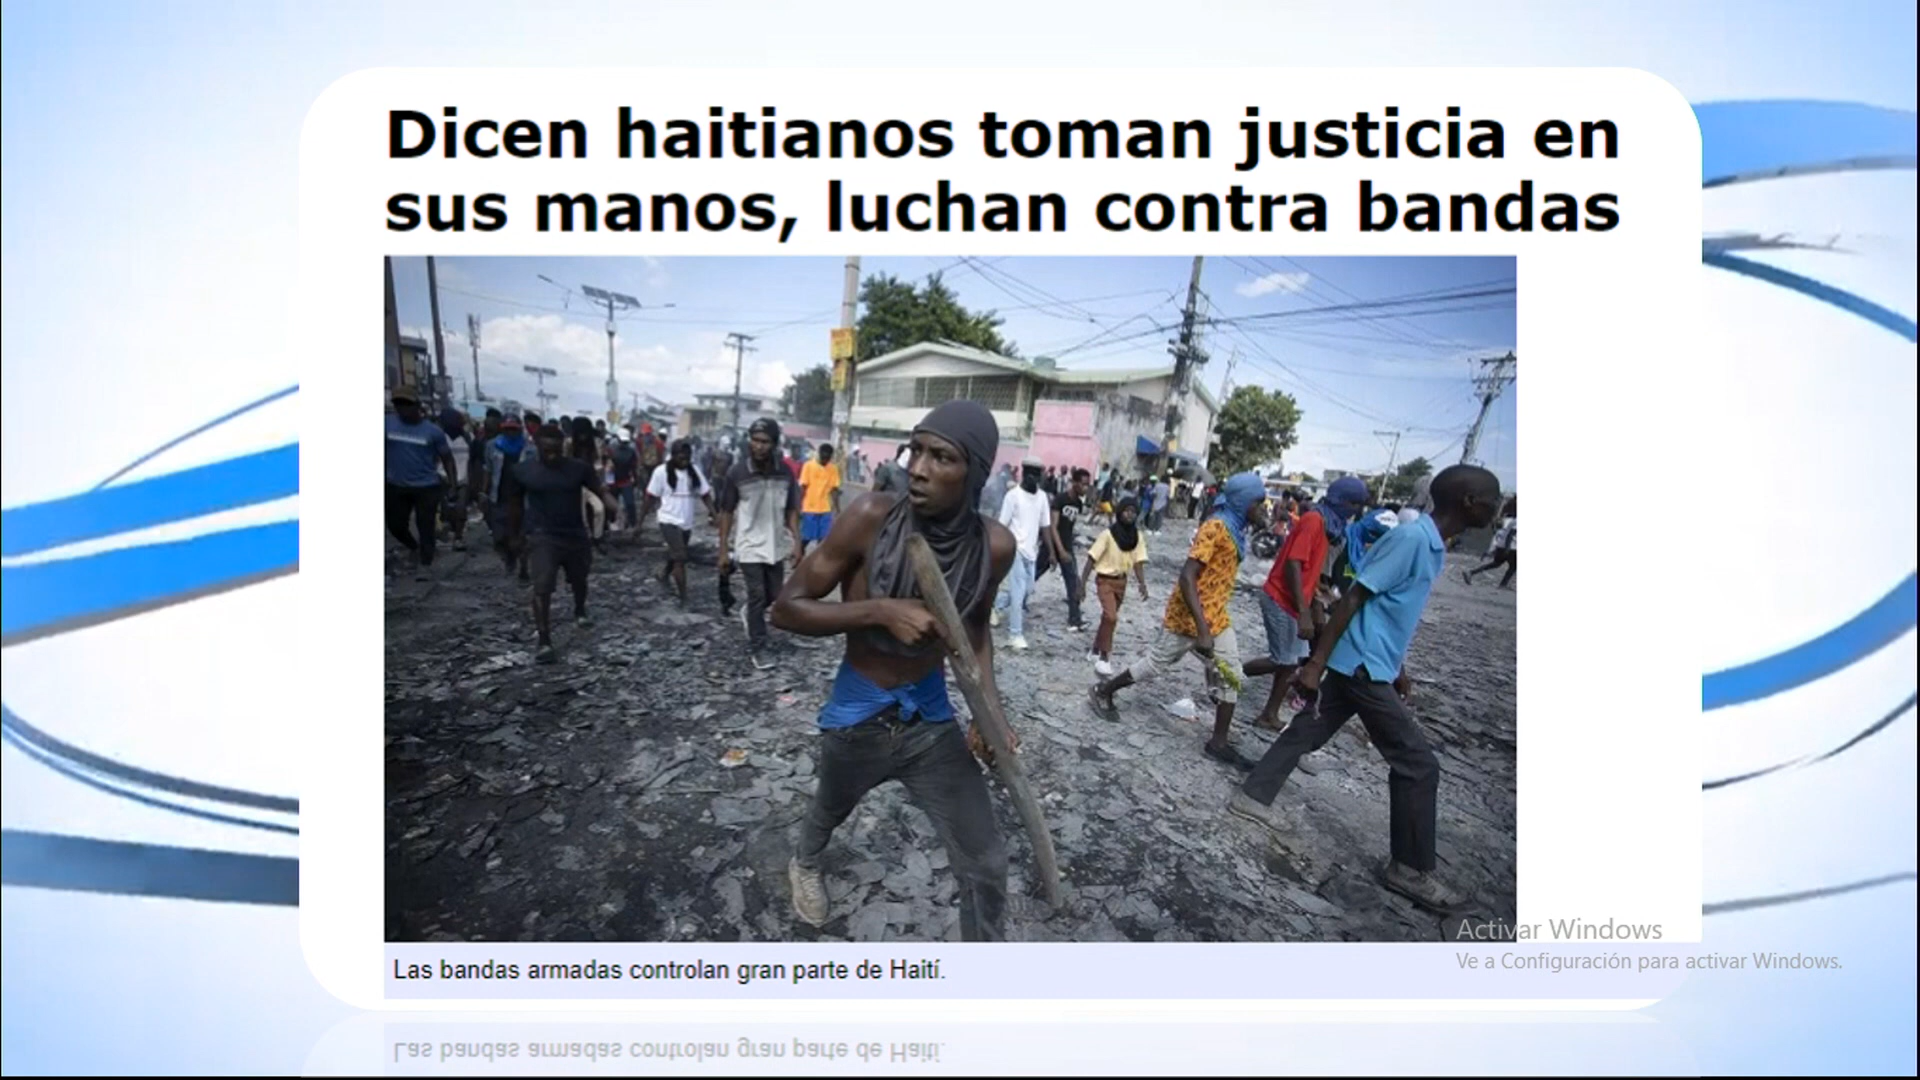 Dicen haitianos toman justicia en
sus manos, luchan contra bandas
Las bandas armadas controlan gran parte de Haití.
Activar Windows
Ve a Configuración para activar Windows.
Las bandas armadas controlan gran parte de Haití.